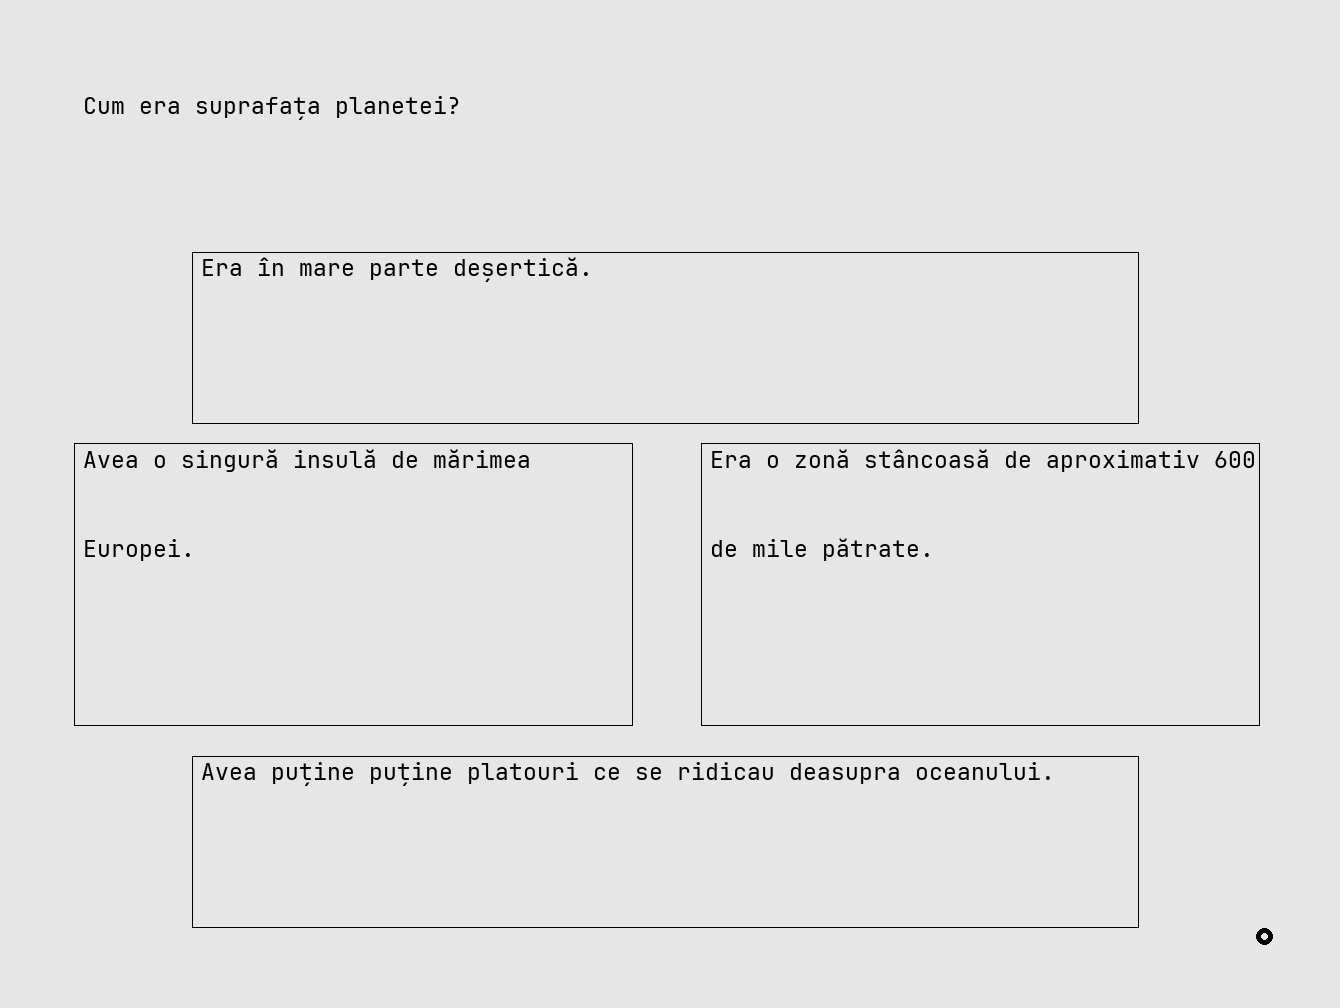 Cum era suprafața planetei?
Era în mare parte deșertică.
Avea o singură insulă de mărimea
Europei.
Era o zonă stâncoasă de aproximativ 600
de mile pătrate.
Avea puține puține platouri ce se ridicau deasupra oceanului.